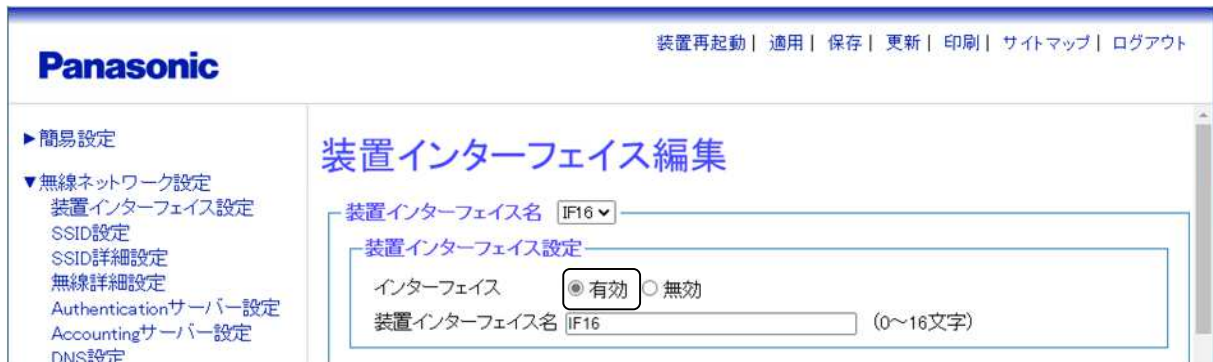 装置再起動| 適用| 保存| 更新| 印刷| サイトマップ| ログアウト
Panasonic
►簡易設定
▼無線ネットワーク設定
装置インターフェイス設定
SSID設定
SSID詳細設定
無線詳細設定
Authenticationサーバー設定
Accountingサーバー設定
DNS設定
装置インターフェイス編集
装置インターフェイス名 IF16
装置インターフェイス設定
インターフェイス 有効 無効
装置インターフェイス名 IF16 (0～16文字)